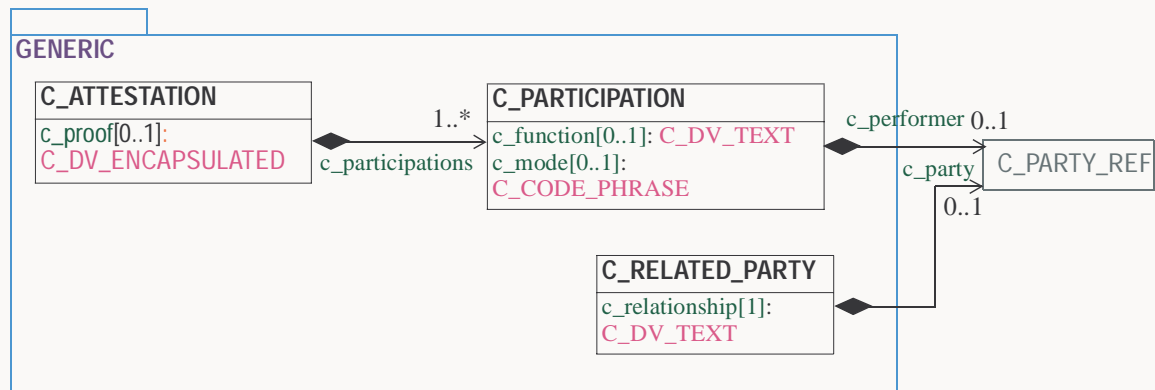 GENERIC
C_ATTESTATION
c_proof[0..1]:
C_DV_ENCAPSULATED
1..*
c_participations
C_PARTICIPATION
c_function[0..1]: C_DV_TEXT
c_mode[0..1]:
C_CODE_PHRASE
c_performer 0..1
C_PARTY_REF
c_party
0..1
C_RELATED_PARTY
c_relationship[1]:
C_DV_TEXT